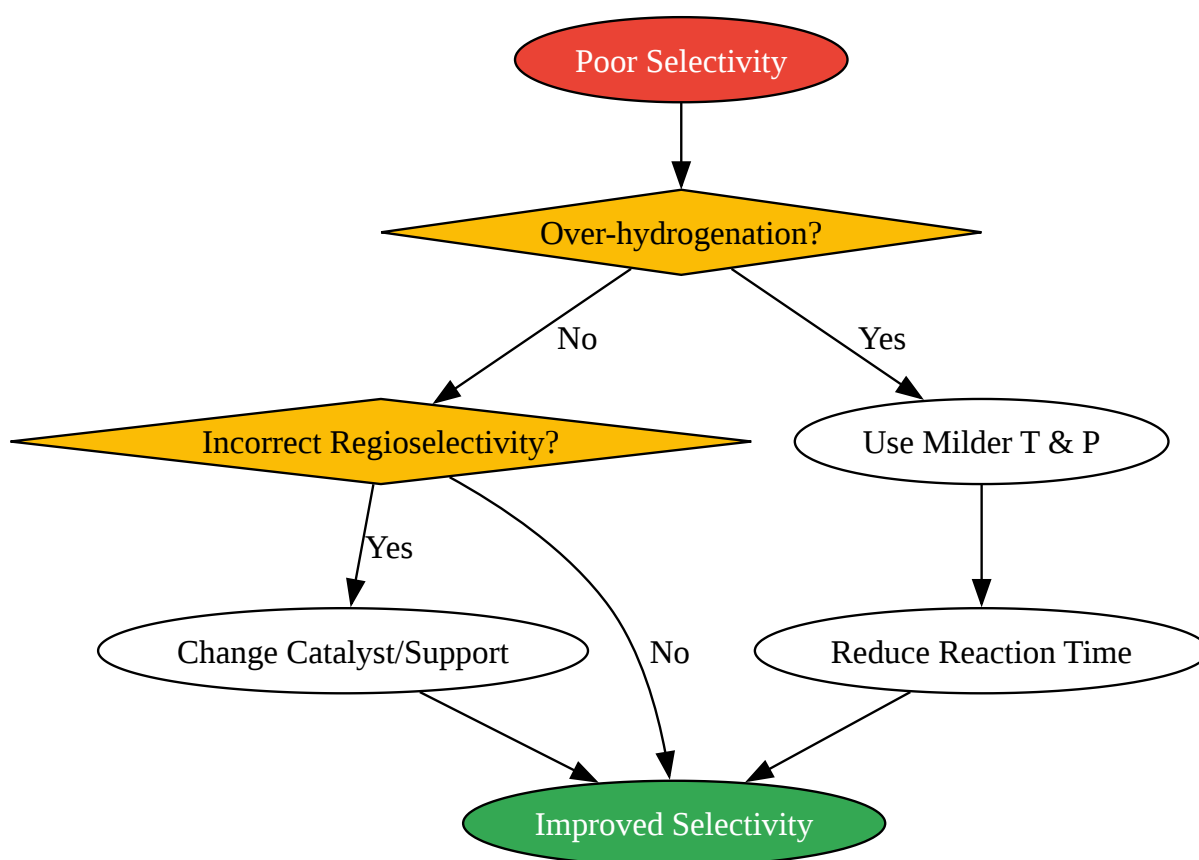 Poor Selectivity
Over-hydrogenation?
No
Yes
Incorrect Regioselectivity?
Use Milder T & P
Yes
No
Change Catalyst/Support
Reduce Reaction Time
Improved Selectivity